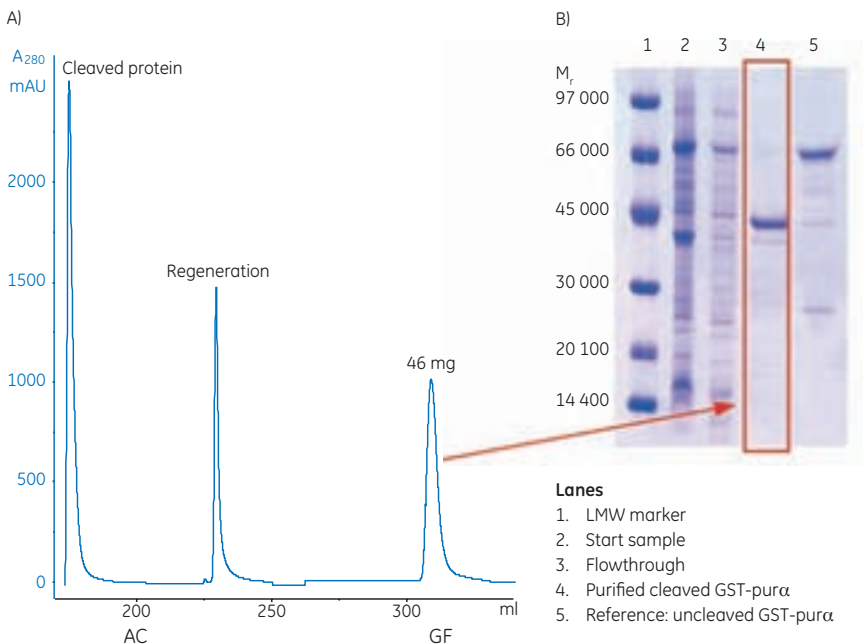 A)
A280
mAU
Cleaved protein
2000
Regeneration
1500
46 mg
1000
500
0
200 250 300 ml
AC GF
B)
1 2 3 4 5
Mr
97 000
66 000
45 000
30 000
20 100
14 400
Lanes
1. LMW marker
2. Start sample
3. Flowthrough
4. Purified cleaved GST-purα
5. Reference: uncleaved GST-purα